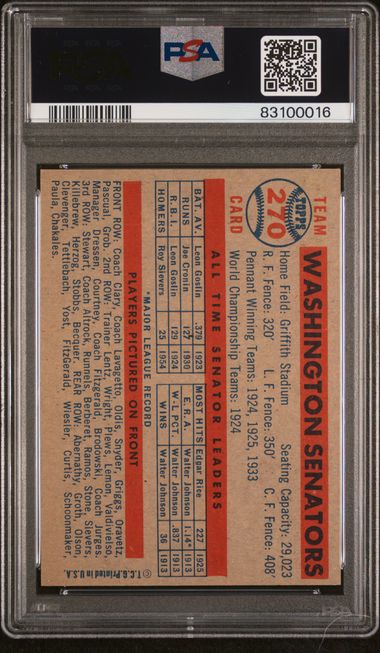 PSA
83100016
TEAM
TOPPS
270
CARD
WASHINGTON SENATORS
Home Field: Griffith Stadium Seating Capacity: 29,023
R. F. Fence: 320' L. F. Fence: 350' C. F. Fence: 408'
Pennant Winning Teams: 1924, 1925, 1933
World Championship Teams: 1924
ALL TIME SENATOR LEADERS
BAT. AV. Leon Goslin .379 1923 MOST HITS Edgar Rice 227 1925
RUNS Joe Cronin 127 1930 E.R.A. Walter Johnson 1.14* 1913
R.B.I. Leon Goslin 129 1924 W-L PCT. Walter Johnson .837 1913
HOMERS Roy Sievers 25 1954 WINS Walter Johnson 36 1913
*MAJOR LEAGUE RECORD
PLAYERS PICTURED ON FRONT
FRONT ROW: Coach Clary, Coach Lavagetto, Oldis, Snyder, Griggs, Oravetz
Pascual, Grob. 2nd ROW: Trainer Lentz, Wright, Plews, Lemon, Valdivielso,
Manager Dressen, Courtney, Coach Fitzgerald, Brodowski, Coach Jurges.
3rd ROW: Stewart, Coach Altrock, Runnels, Berberet, Ramos, Stone, Sievers,
Killebrew, Herzog, Stobbs, Becquer. REAR ROW: Abernathy, Groth, Olson,
Clevenger, Tettlebach, Yost, FitzGerald, Wiesler, Curtis, Schoonmaker,
Paula, Chakales.
© T.C.G. Printed in U.S.A.